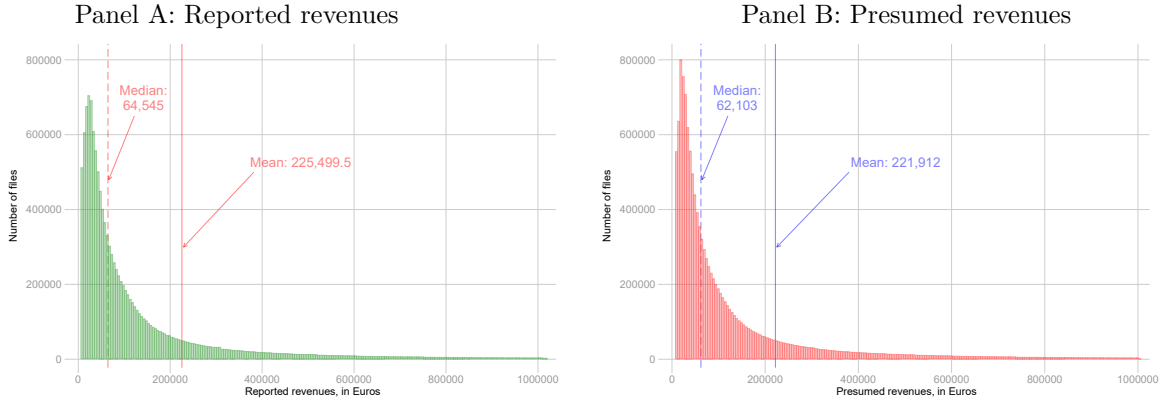 Panel A: Reported revenues
800000
600000
400000
200000
0
Number of files
Median:
64,545
Mean: 225,499.5
0 200000 400000 600000 800000 1000000
Reported revenues, in Euros
Panel B: Presumed revenues
800000
600000
400000
200000
0
Number of files
Median:
62,103
Mean: 221,912
0 200000 400000 600000 800000 1000000
Presumed revenues, in Euros